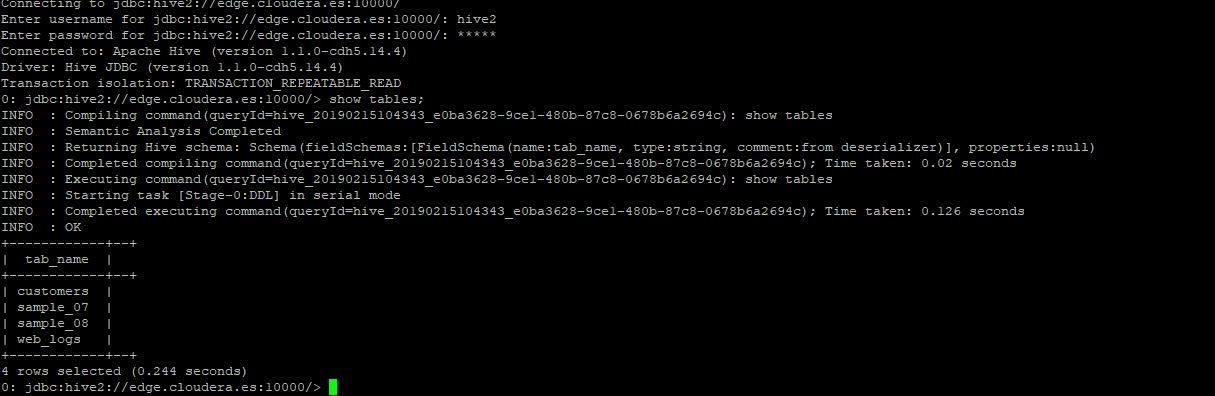 Connecting to jdbc:hive2://edge.cloudera.es:10000/
Enter username for jdbc:hive2://edge.cloudera.es:10000/: hive2
Enter password for jdbc:hive2://edge.cloudera.es:10000/: *****
Connected to: Apache Hive (version 1.1.0-cdh5.14.4)
Driver: Hive JDBC (version 1.1.0-cdh5.14.4)
Transaction isolation: TRANSACTION_REPEATABLE_READ
0: jdbc:hive2://edge.cloudera.es:10000/> show tables;
INFO  : Compiling command(queryId=hive_20190215104343_e0ba3628-9ce1-480b-87c8-0678b6a2694c): show tables
INFO  : Semantic Analysis Completed
INFO  : Returning Hive schema: Schema(fieldSchemas:[FieldSchema(name:tab_name, type:string, comment:from deserializer)], properties:null)
INFO  : Completed compiling command(queryId=hive_20190215104343_e0ba3628-9ce1-480b-87c8-0678b6a2694c); Time taken: 0.02 seconds
INFO  : Executing command(queryId=hive_20190215104343_e0ba3628-9ce1-480b-87c8-0678b6a2694c): show tables
INFO  : Starting task [Stage-0:DDL] in serial mode
INFO  : Completed executing command(queryId=hive_20190215104343_e0ba3628-9ce1-480b-87c8-0678b6a2694c); Time taken: 0.126 seconds
INFO  : OK
+------------+--+
|  tab_name  |
+------------+--+
| customers  |
| sample_07  |
| sample_08  |
| web_logs   |
+------------+--+
4 rows selected (0.244 seconds)
0: jdbc:hive2://edge.cloudera.es:10000/>